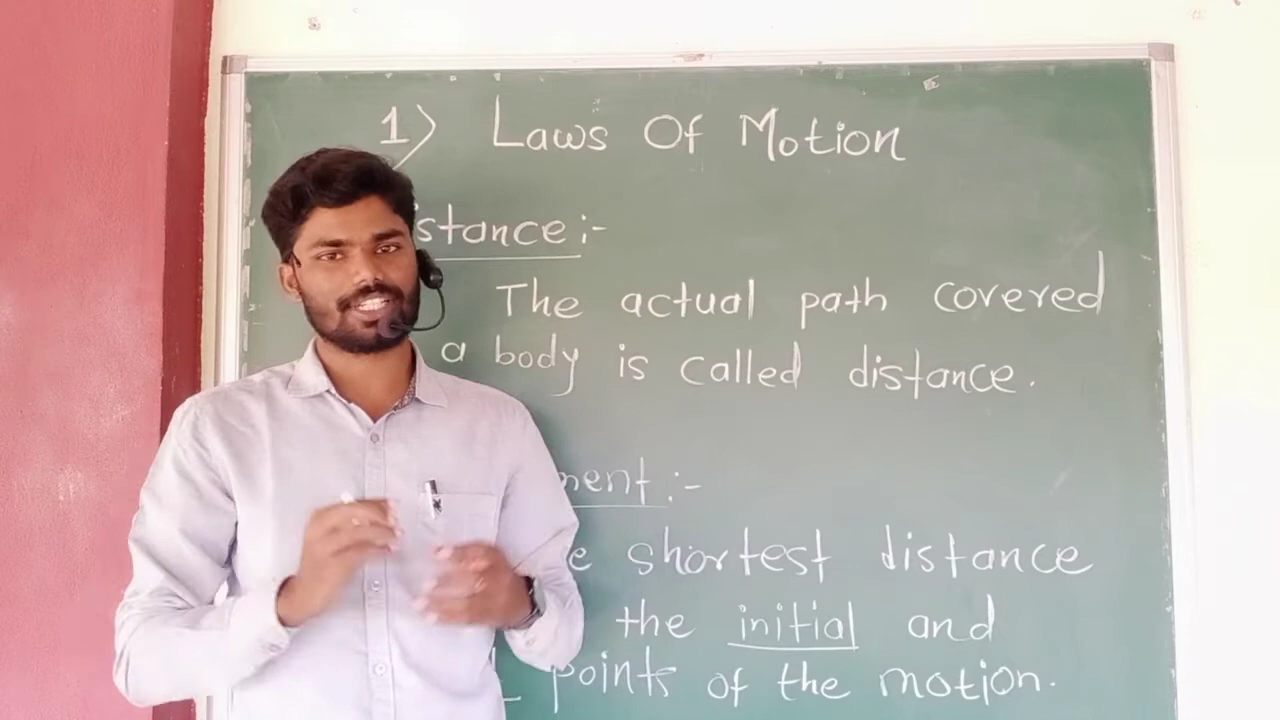 1) Laws Of Motion
istance :-
The actual path covered
a body is called distance.
ment :-
e shortest distance
the initial and
points of the motion.